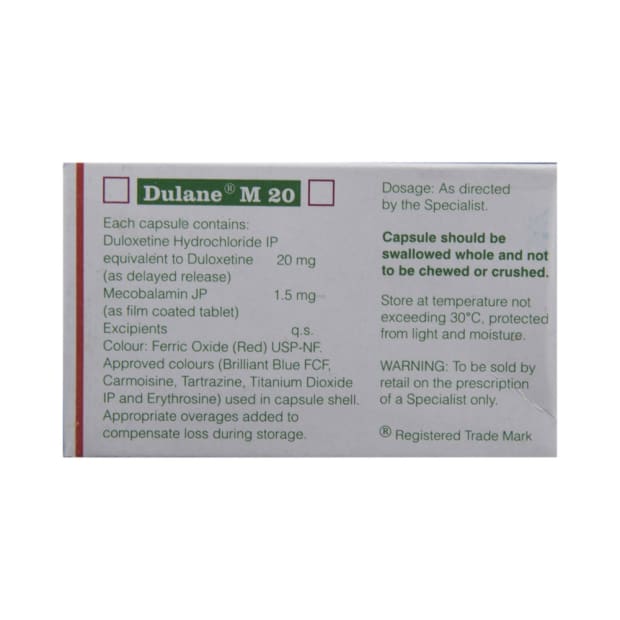 Dulane® M 20
Each capsule contains:
Duloxetine Hydrochloride IP
equivalent to Duloxetine 20 mg
(as delayed release)
Mecobalamin JP 1.5 mg
(as film coated tablet)
Excipients q.s.
Colour: Ferric Oxide (Red) USP-NF.
Approved colours (Brilliant Blue FCF,
Carmoisine, Tartrazine, Titanium Dioxide
IP and Erythrosine) used in capsule shell.
Appropriate overages added to
compensate loss during storage.
Dosage: As directed
by the Specialist.
Capsule should be
swallowed whole and not
to be chewed or crushed.
Store at temperature not
exceeding 30°C, protected
from light and moisture.
WARNING: To be sold by
retail on the prescription
of a Specialist only.
® Registered Trade Mark